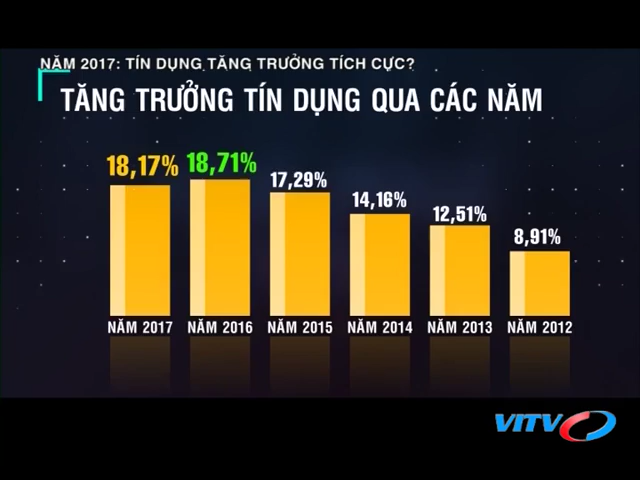 NĂM 2017: TÍN DỤNG TĂNG TRƯỞNG TÍCH CỰC?
TĂNG TRƯỞNG TÍN DỤNG QUA CÁC NĂM
18,17% 18,71% 17,29% 14,16% 12,51% 8,91%
NĂM 2017 NĂM 2016 NĂM 2015 NĂM 2014 NĂM 2013 NĂM 2012
VITV